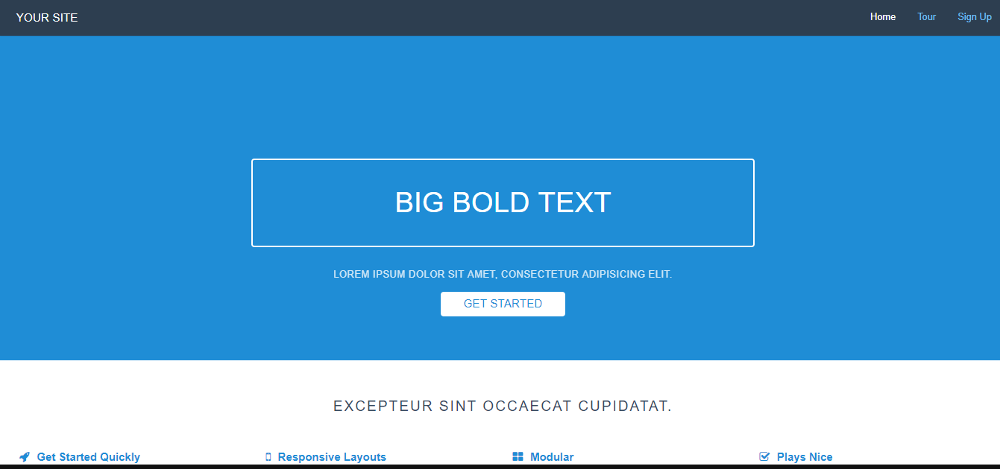 YOUR SITE Home Tour Sign Up
BIG BOLD TEXT
LOREM IPSUM DOLOR SIT AMET, CONSECTETUR ADIPISICING ELIT.
GET STARTED
EXCEPTEUR SINT OCCAECAT CUPIDATAT.
Get Started Quickly Responsive Layouts Modular Plays Nice